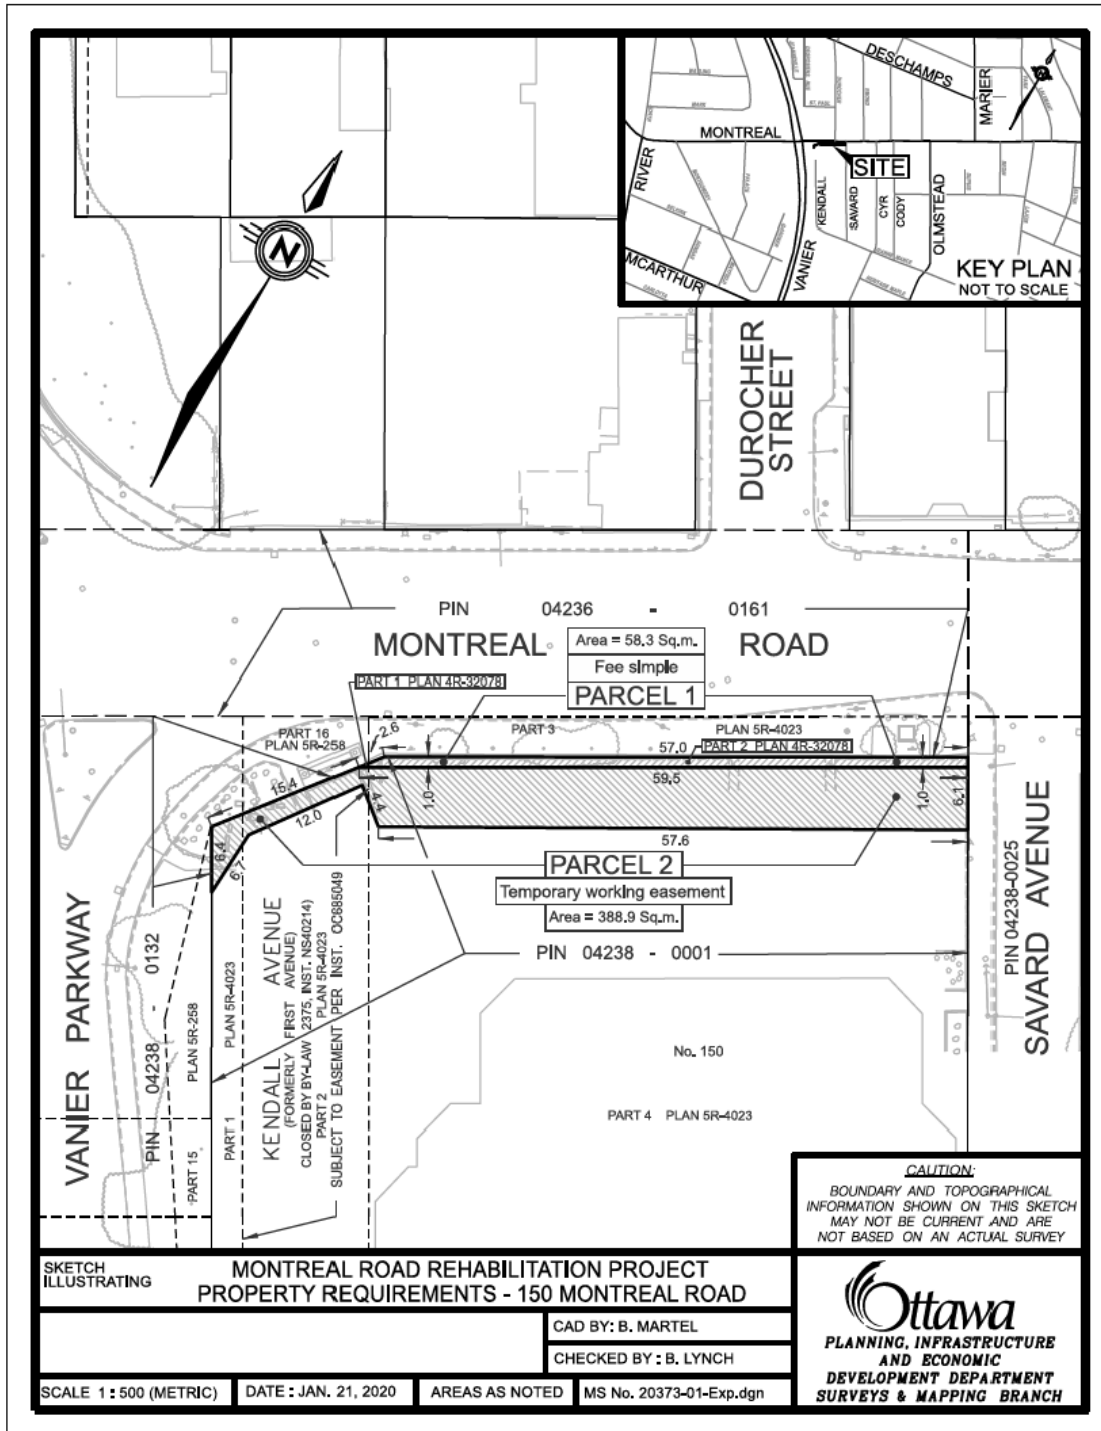 DESCHAMPS
MARIER
MONTREAL
RIVER
SITE
KENDALL
SAVARD
CYR
CODY
OLMSTEAD
VANIER
MCARTHUR
KEY PLAN
NOT TO SCALE
N
DUROCHER
STREET
PIN 04236 - 0161
MONTREAL ROAD
Area = 58.3 Sq.m.
Fee simple
PARCEL 1
PART 1 PLAN 4R-32078
PART 16
PLAN 5R-258
2.6
PART 3
PLAN 5R-4023
57.0
PART 2 PLAN 4R-32078
15.4
59.5
1.0
1.0
6.1
4.4
12.0
6.4
6.7
57.6
PARCEL 2
Temporary working easement
Area = 388.9 Sq.m.
PIN 04238 - 0001
VANIER PARKWAY
PIN 04238 - 0132
PLAN 5R-258
PART 15
PLAN 5R-4023
PART 1
KENDALL AVENUE
(FORMERLY FIRST AVENUE)
CLOSED BY BY-LAW 2375, INST. NS40214)
PART 2 PLAN 5R-4023
SUBJECT TO EASEMENT PER INST. OC685049
PIN 04238-0025
SAVARD AVENUE
No. 150
PART 4 PLAN 5R-4023
CAUTION:
BOUNDARY AND TOPOGRAPHICAL
INFORMATION SHOWN ON THIS SKETCH
MAY NOT BE CURRENT AND ARE
NOT BASED ON AN ACTUAL SURVEY
SKETCH
ILLUSTRATING
MONTREAL ROAD REHABILITATION PROJECT
PROPERTY REQUIREMENTS - 150 MONTREAL ROAD
CAD BY: B. MARTEL
CHECKED BY : B. LYNCH
SCALE 1 : 500 (METRIC)
DATE : JAN. 21, 2020
AREAS AS NOTED
MS No. 20373-01-Exp.dgn
Ottawa
PLANNING, INFRASTRUCTURE
AND ECONOMIC
DEVELOPMENT DEPARTMENT
SURVEYS & MAPPING BRANCH